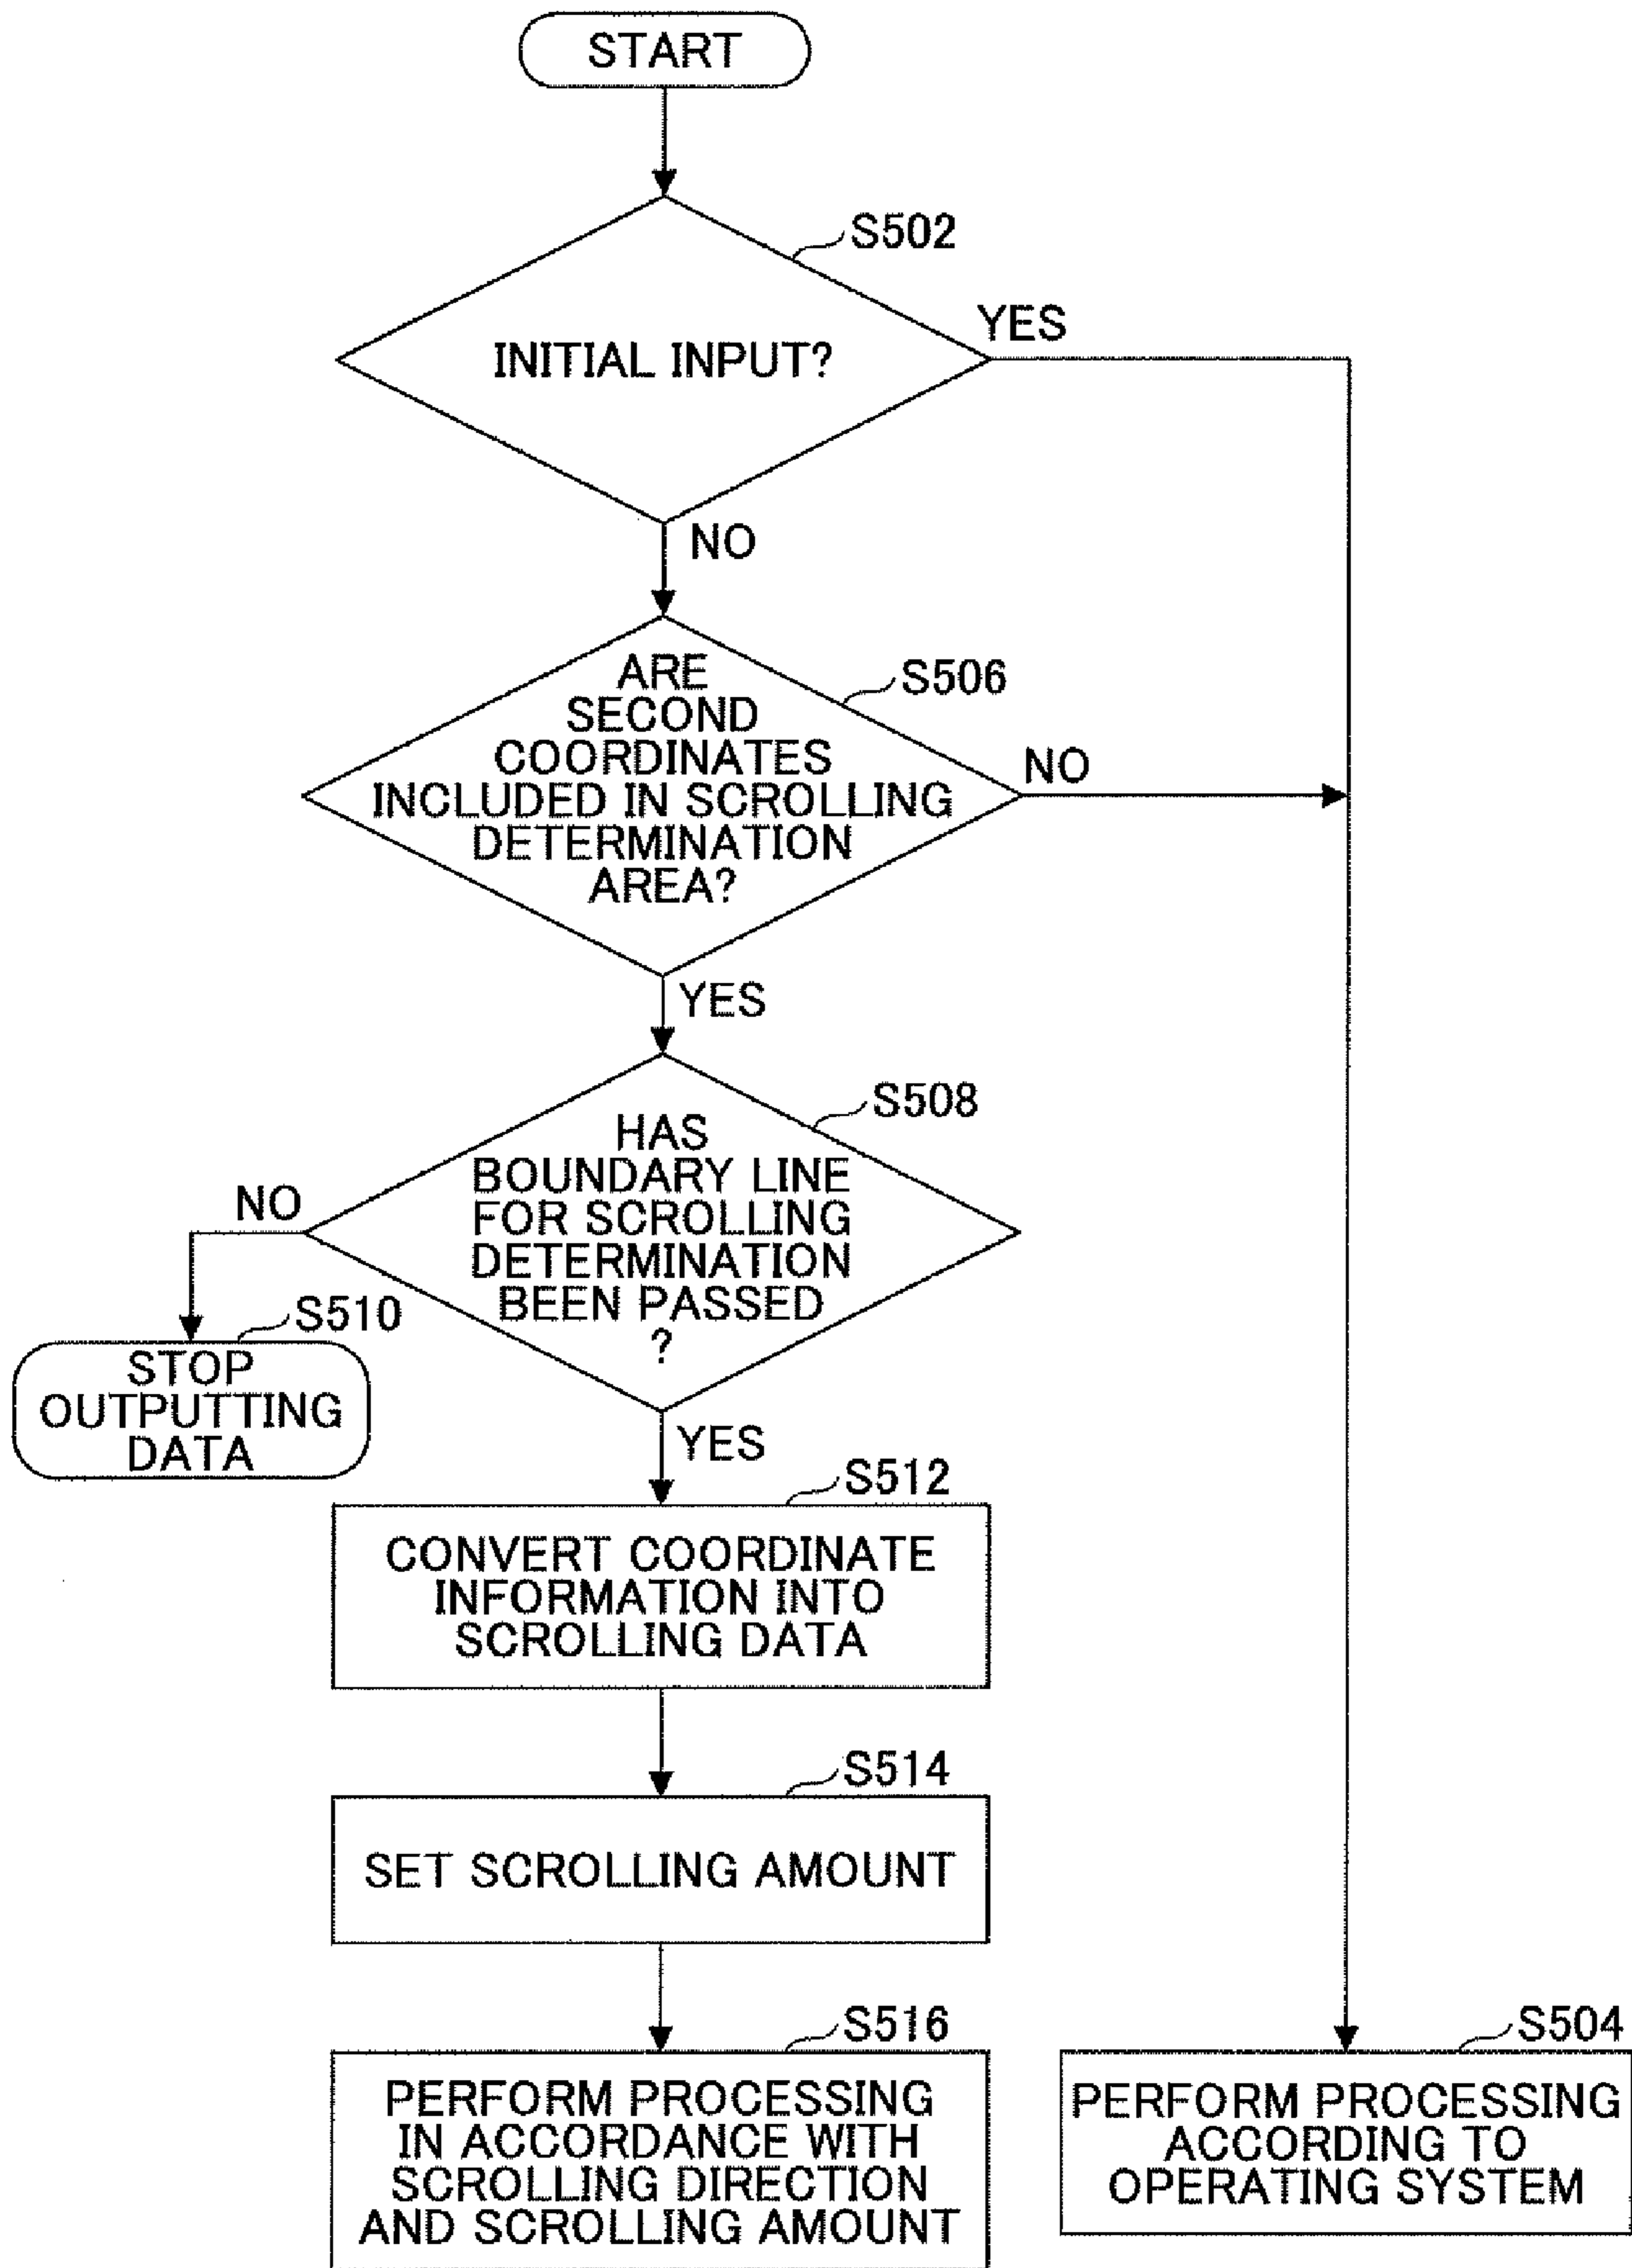 START
S502
YES
INITIAL INPUT?
NO
S506
ARE
SECOND
COORDINATES
INCLUDED IN SCROLLING
DETERMINATION
AREA?
NO
YES
S508
HAS
BOUNDARY LINE
FOR SCROLLING
DETERMINATION
BEEN PASSED
?
NO
S510
STOP
OUTPUTTING
DATA
YES
S512
CONVERT COORDINATE
INFORMATION INTO
SCROLLING DATA
S514
SET SCROLLING AMOUNT
S516
PERFORM PROCESSING
IN ACCORDANCE WITH
SCROLLING DIRECTION
AND SCROLLING AMOUNT
S504
PERFORM PROCESSING
ACCORDING TO
OPERATING SYSTEM